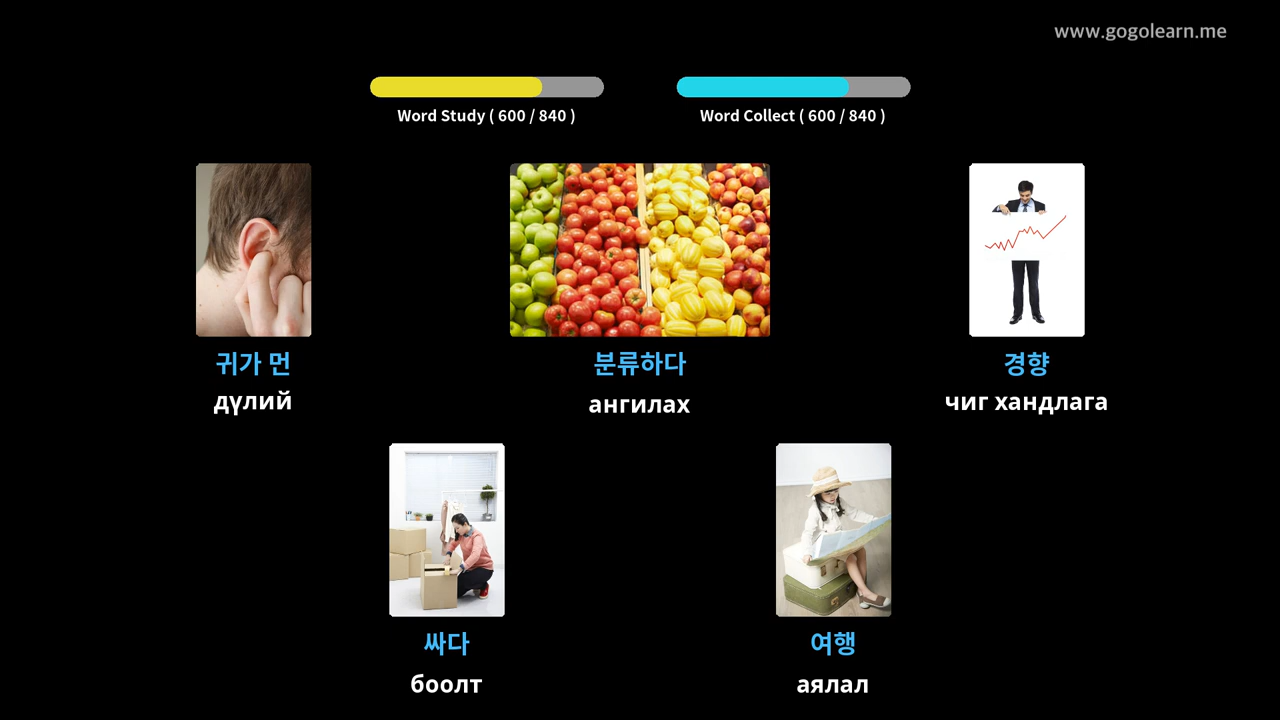 www.gogolearn.me
Word Study ( 600 / 840 )
Word Collect ( 600 / 840 )
귀가 먼
дүлий
분류하다
ангилах
경향
чиг хандлага
싸다
боолт
여행
аялал